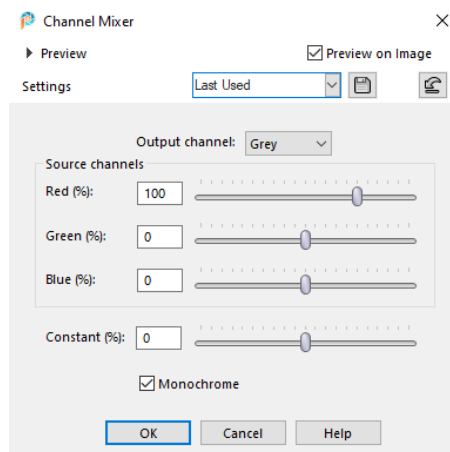 Channel Mixer
Preview
Preview on Image
Settings
Last Used
Output channel: Grey
Source channels
Red (%): 100
Green (%): 0
Blue (%): 0
Constant (%): 0
Monochrome
OK Cancel Help